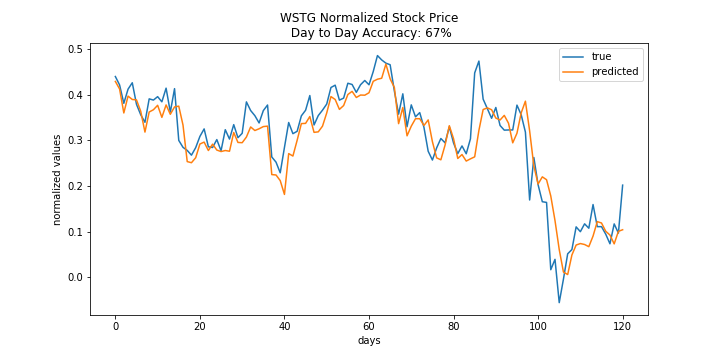 WSTG Normalized Stock Price
Day to Day Accuracy: 67%
true
predicted
normalized values
0.5
0.4
0.3
0.2
0.1
0.0
0 20 40 60 80 100 120
days